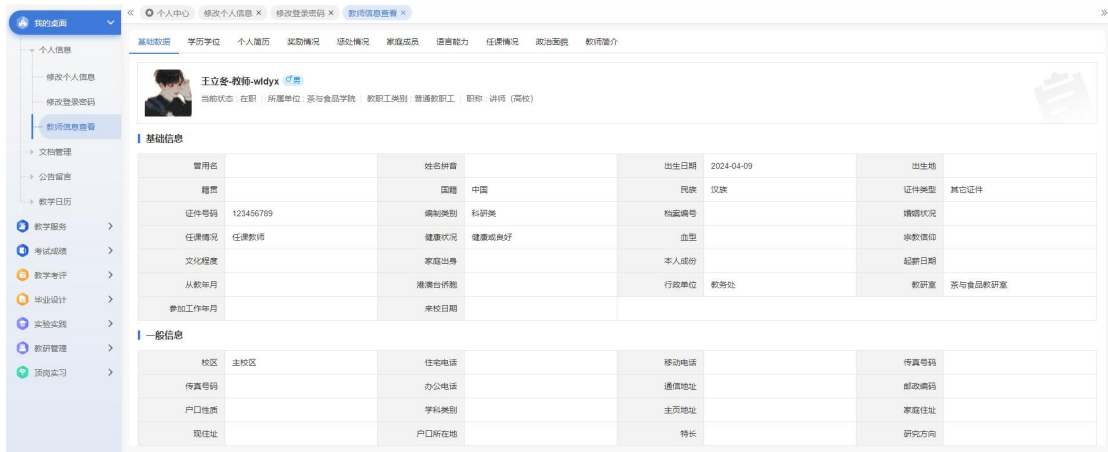 我的桌面
个人信息
修改个人信息
修改登录密码
教师信息查看
文档管理
公告留言
教学日历
教学服务
考试成绩
教学考评
毕业设计
实验实践
教研管理
顶岗实习
个人中心 修改个人信息 × 修改登录密码 × 教师信息查看 ×
基础数据 学历学位 个人简历 奖励情况 惩处情况 家庭成员 语言能力 任课情况 政治面貌 教师简介
王立冬-教师-wldyx 男
当前状态 : 在职 | 所属单位 : 茶与食品学院 | 教职工类别 : 普通教职工 | 职称 : 讲师（高校）
基础信息
曾用名 姓名拼音 出生日期 2024-04-09 出生地
籍贯 国籍 中国 民族 汉族 证件类型 其它证件
证件号码 123456789 编制类别 科研类 档案编号 婚姻状况
任课情况 任课教师 健康状况 健康或良好 血型 宗教信仰
文化程度 家庭出身 本人成份 起薪日期
从教年月 港澳台侨胞 行政单位 教务处 教研室 茶与食品教研室
参加工作年月 来校日期
一般信息
校区 主校区 住宅电话 移动电话 传真号码
传真号码 办公电话 通信地址 邮政编码
户口性质 学科类别 主页地址 家庭住址
现住址 户口所在地 特长 研究方向